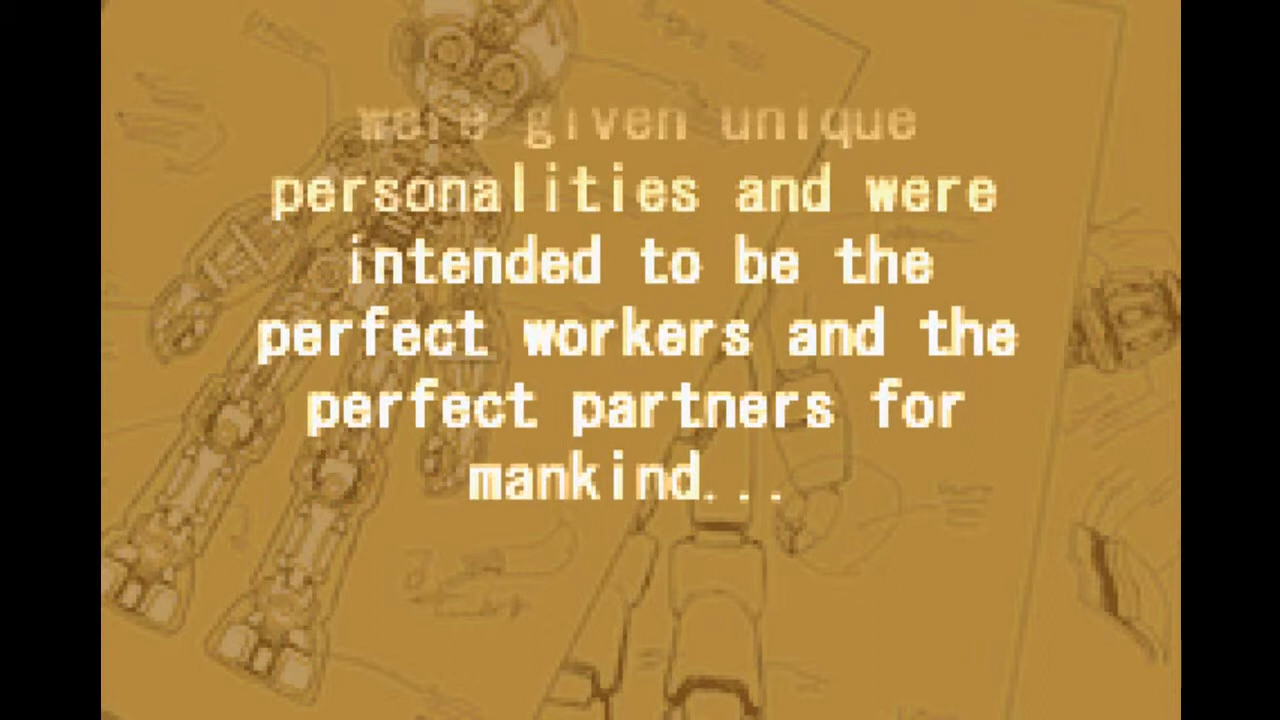 were given unique
personalities and were
intended to be the
perfect workers and the
perfect partners for
mankind...